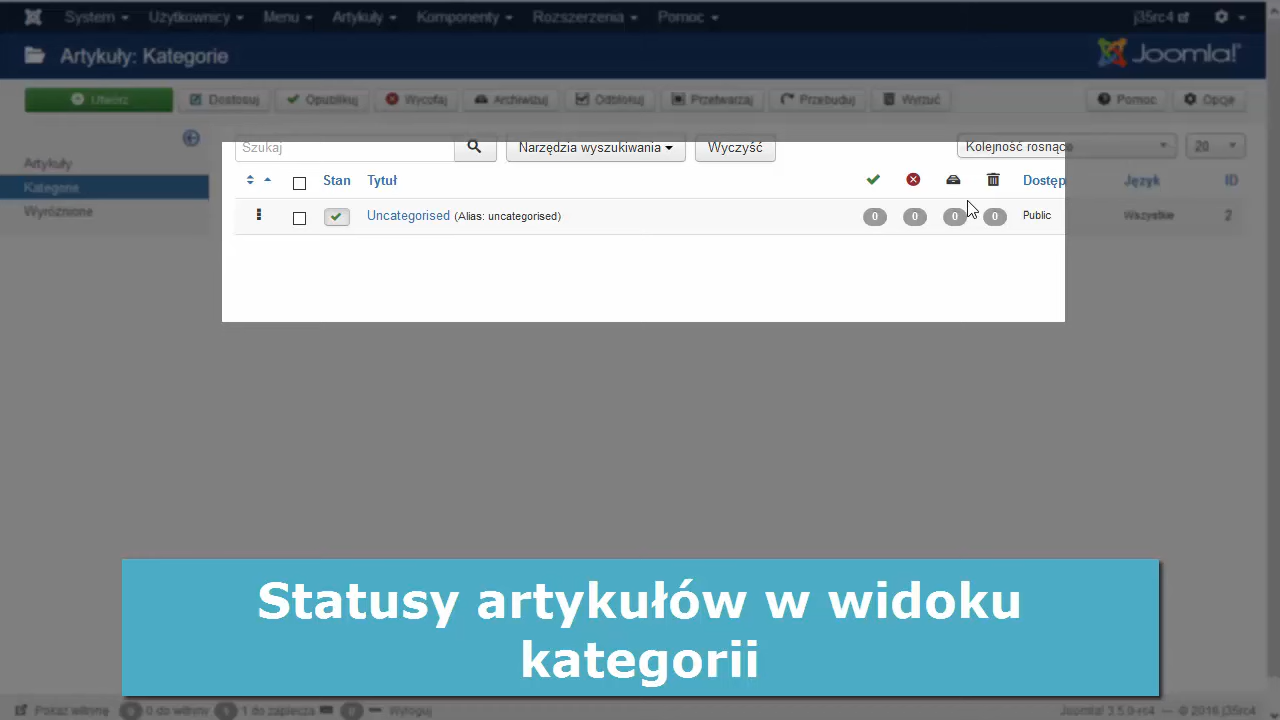 System Użytkownicy Menu Artykuły Komponenty Rozszerzenia Pomoc j35rc4
Artykuły: Kategorie Joomla!
Utwórz Dostosuj Opublikuj Wycofaj Archiwizuj Odblokuj Przetwarzaj Przebuduj Wyrzuć Pomoc Opcje
Szukaj Narzędzia wyszukiwania Wyczyść Kolejność rosnąco 20
Artykuły
Kategorie
Wyróżnione
Stan Tytuł Dostęp Język ID
Uncategorised (Alias: uncategorised) 0 0 0 0 Public Wszystkie 2
Statusy artykułów w widoku
kategorii
Pokaż witrynę 0 do witryny 1 do zaplecza Wyloguj Joomla! 3.5.0-rc4 — © 2016 j35rc4